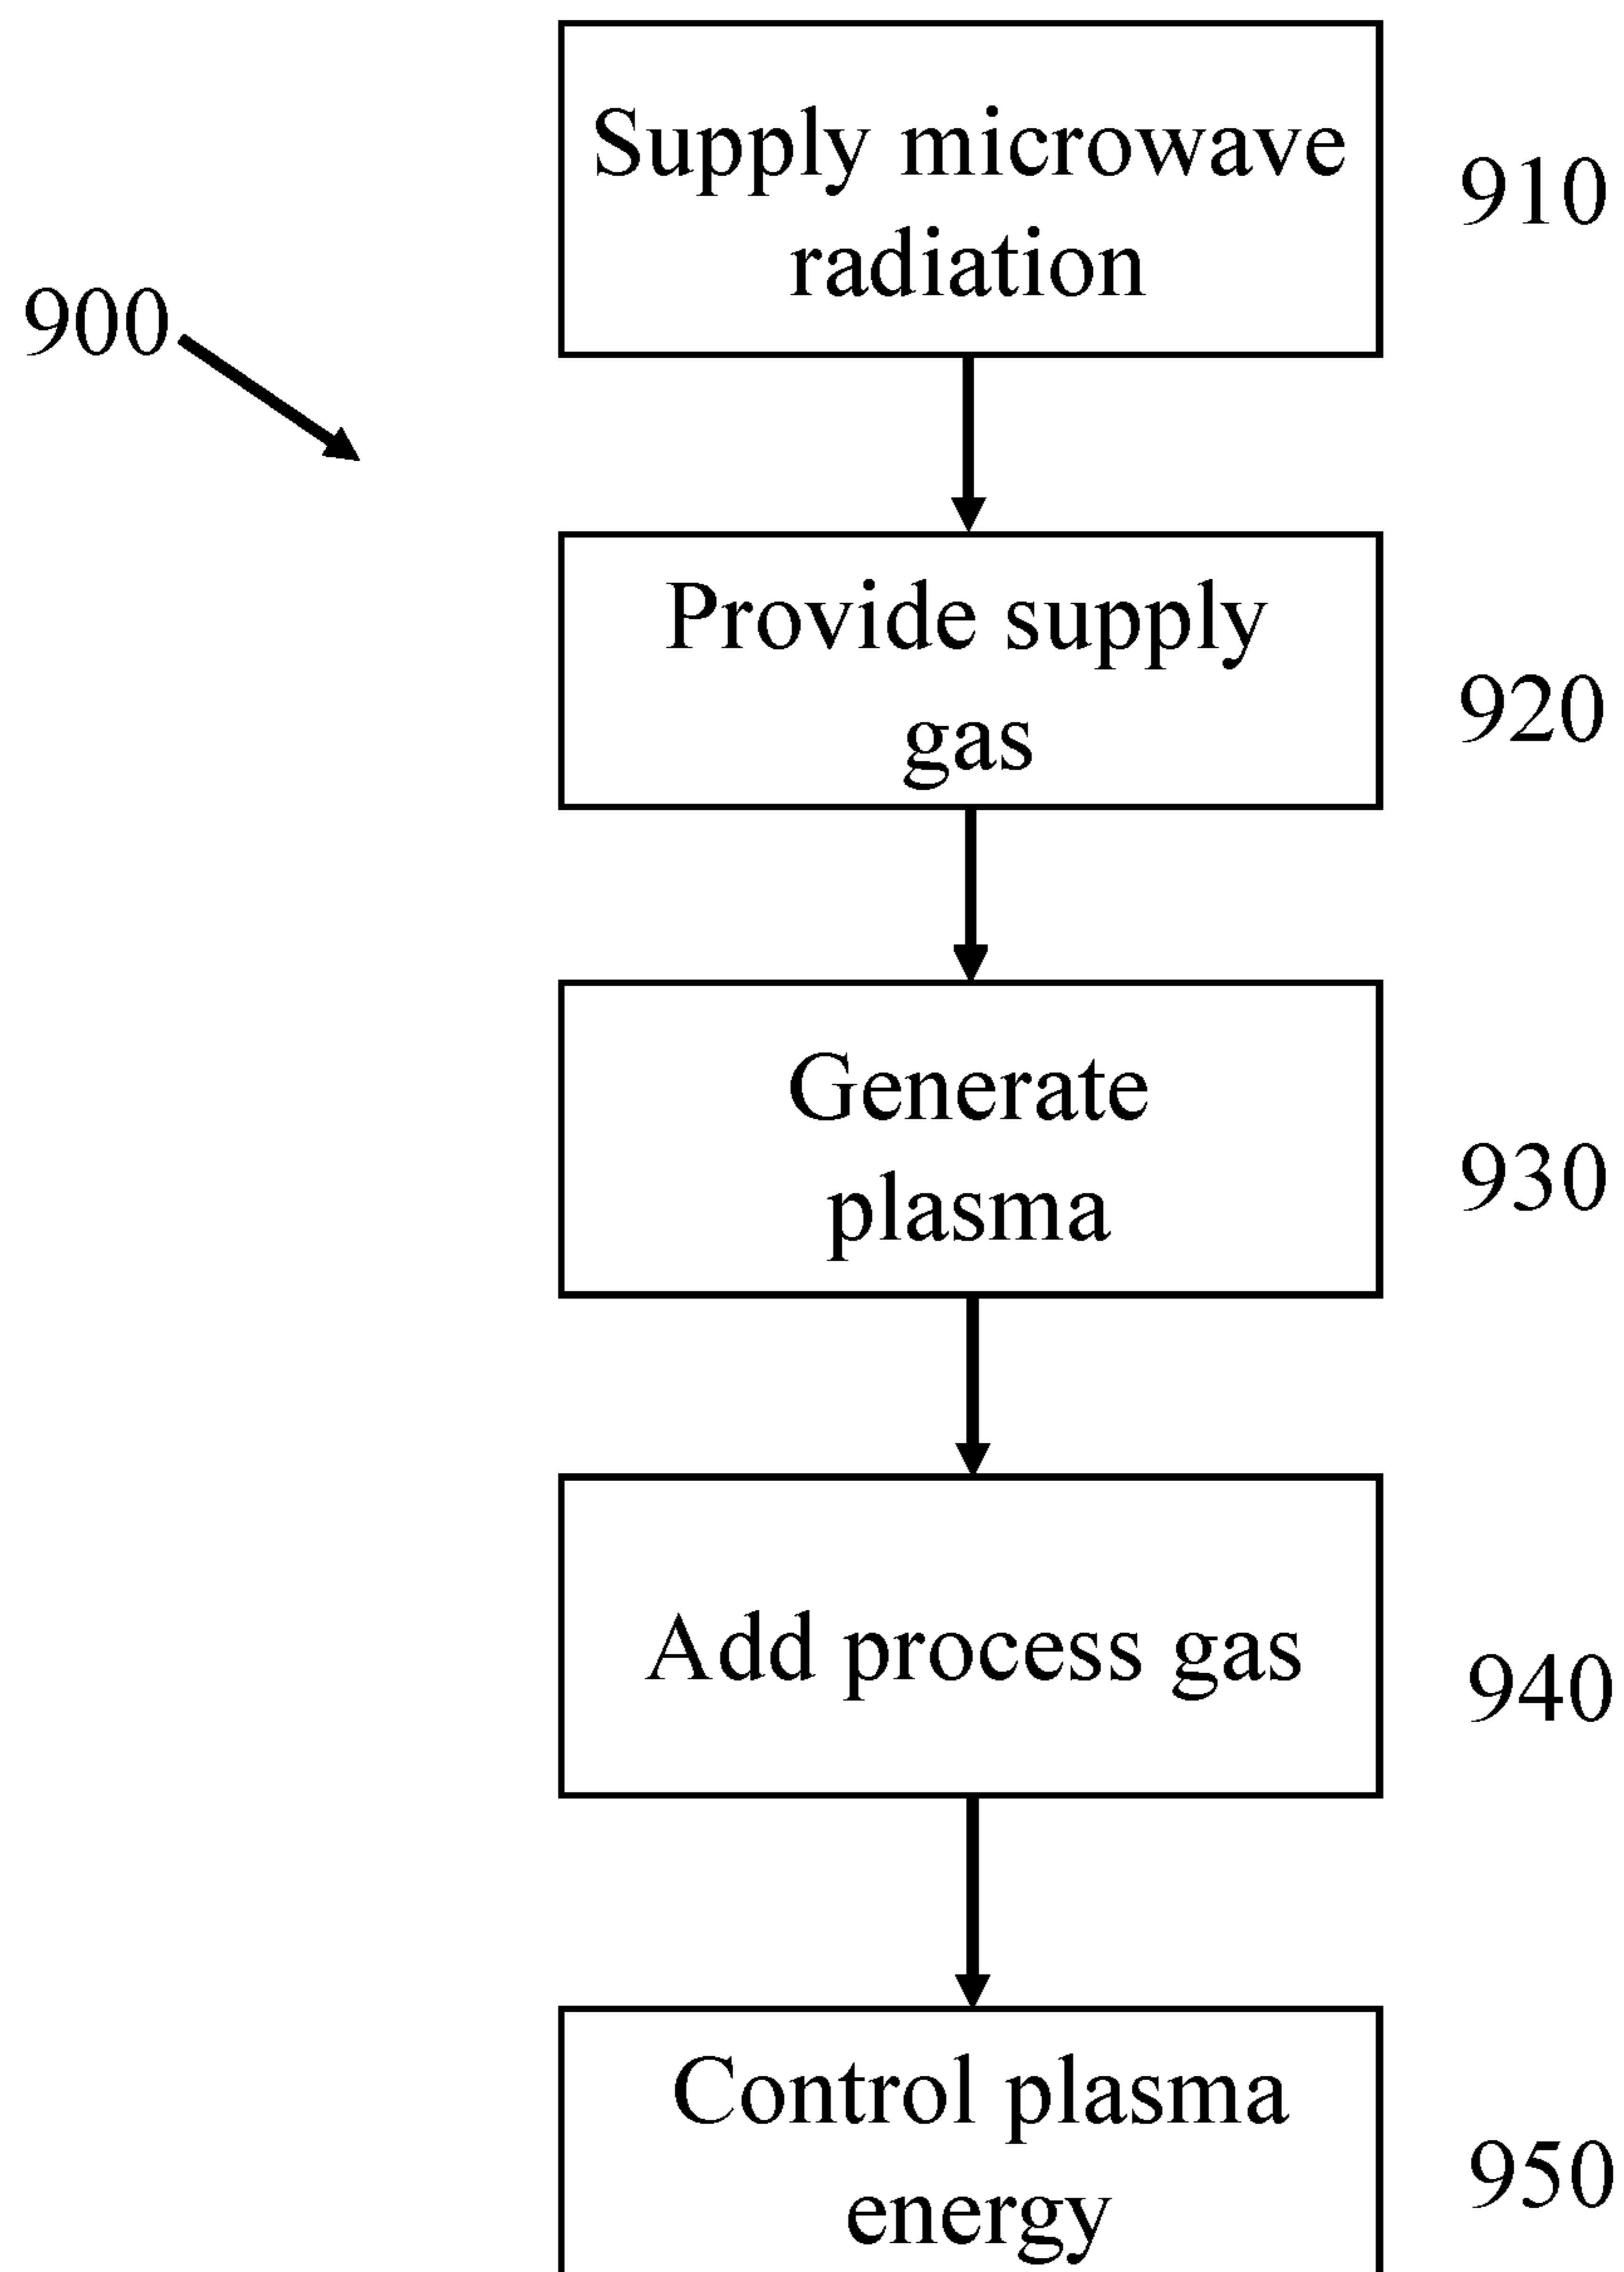 Supply microwave
radiation
910
900
Provide supply
gas
920
Generate
plasma
930
Add process gas
940
Control plasma
energy
950